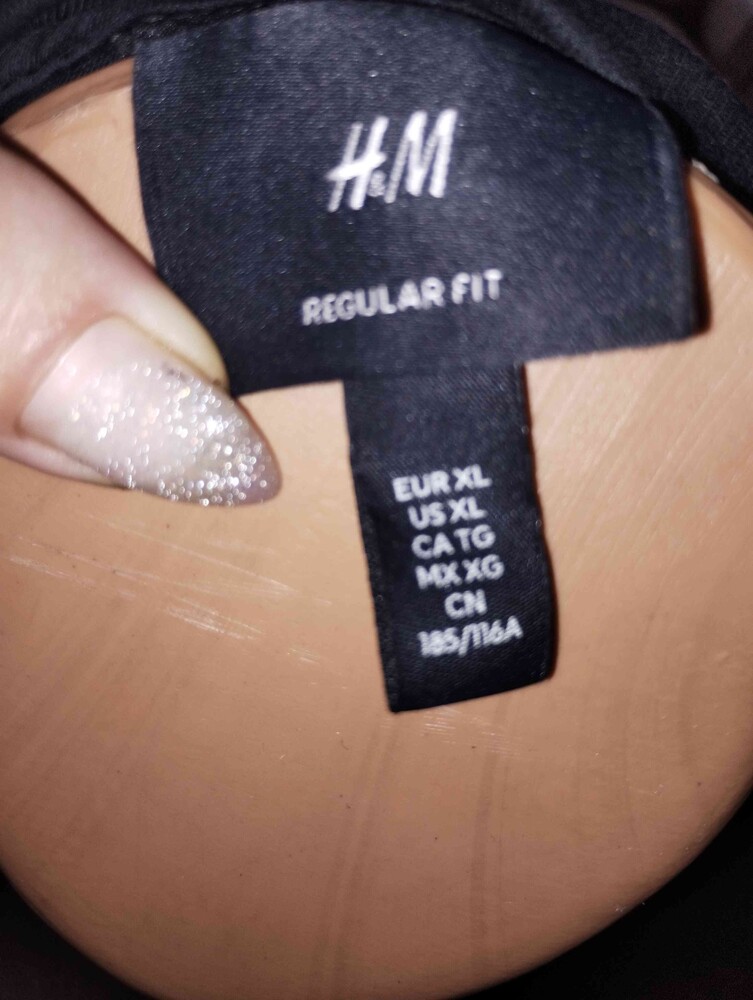 H&M
REGULAR FIT
EUR XL
US XL
CA TG
MX XG
CN
185/116A